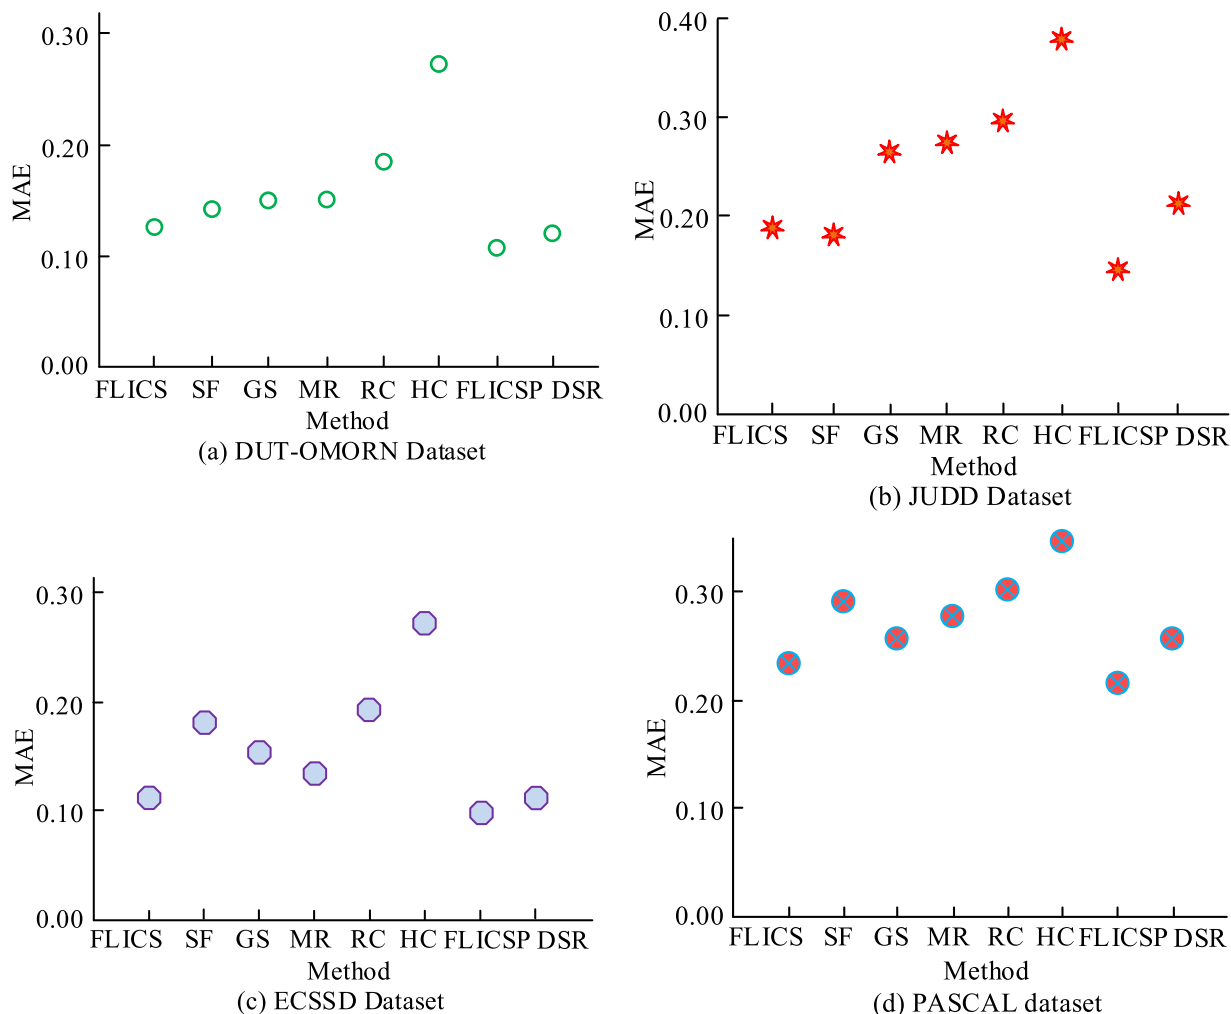 0.30
0.20
MAE
0.10
0.00
FLICS SF GS MR RC HC FLICSP DSR
Method
(a) DUT-OMORN Dataset
0.40
0.30
MAE
0.20
0.10
0.00
FLICS SF GS MR RC HC FLICSP DSR
Method
(b) JUDD Dataset
0.30
0.20
MAE
0.10
0.00
FLICS SF GS MR RC HC FLICSP DSR
Method
(c) ECSSD Dataset
0.30
0.20
MAE
0.10
0.00
FLICS SF GS MR RC HC FLICSP DSR
Method
(d) PASCAL dataset